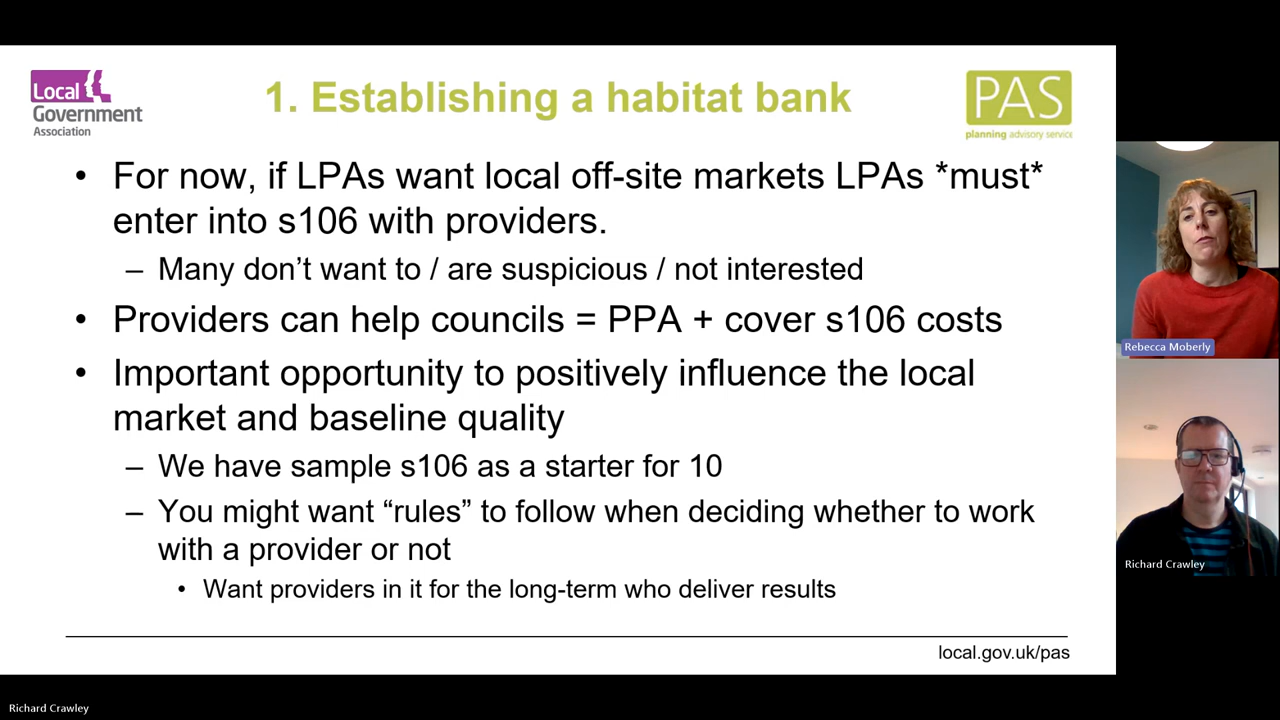 Local
Government
Association
1. Establishing a habitat bank
PAS
planning advisory service
• For now, if LPAs want local off-site markets LPAs *must*
enter into s106 with providers.
– Many don’t want to / are suspicious / not interested
• Providers can help councils = PPA + cover s106 costs
• Important opportunity to positively influence the local
market and baseline quality
– We have sample s106 as a starter for 10
– You might want “rules” to follow when deciding whether to work
with a provider or not
• Want providers in it for the long-term who deliver results
local.gov.uk/pas
Rebecca Moberly
Richard Crawley
Richard Crawley